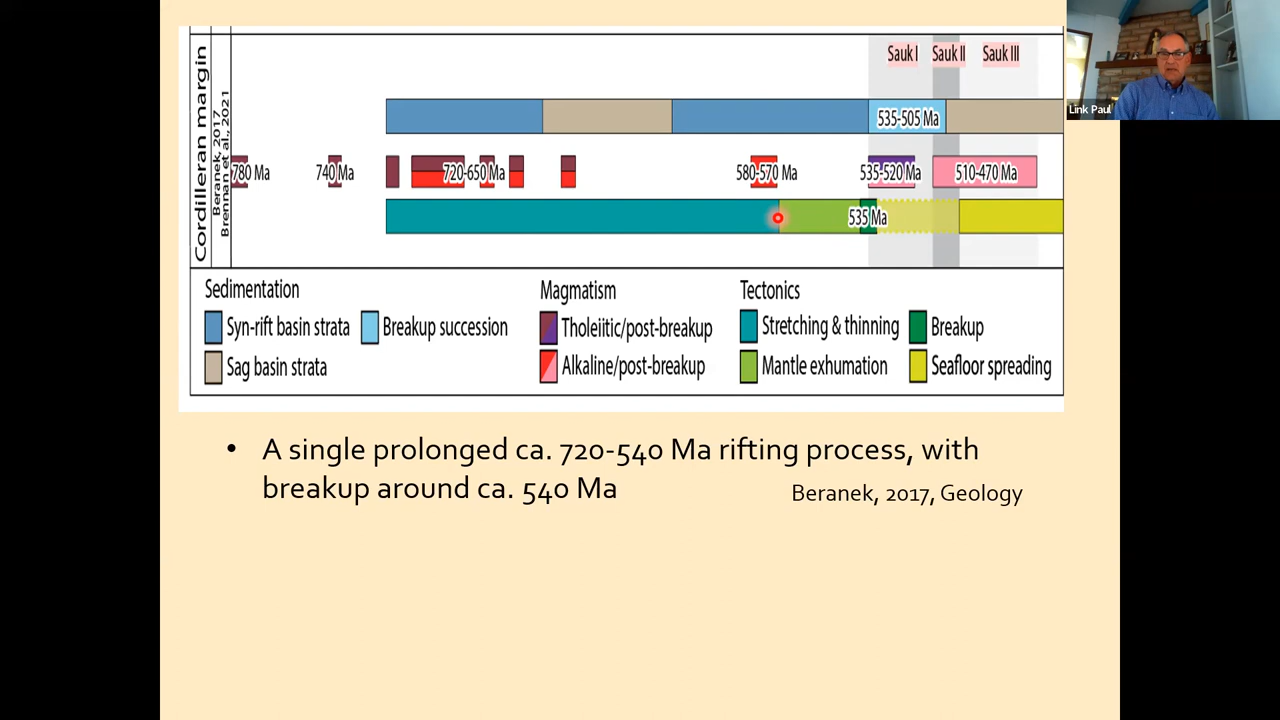 Sauk I Sauk II Sauk III
Cordilleran margin
Beranek, 2017
Brennan et al., 2021
535-505 Ma
780 Ma 740 Ma 720-650 Ma 580-570 Ma 535-520 Ma 510-470 Ma
535 Ma
Sedimentation Magmatism Tectonics
Syn-rift basin strata Breakup succession Tholeiitic/post-breakup Stretching & thinning Breakup
Sag basin strata Alkaline/post-breakup Mantle exhumation Seafloor spreading
• A single prolonged ca. 720-540 Ma rifting process, with
breakup around ca. 540 Ma Beranek, 2017, Geology
Link Paul